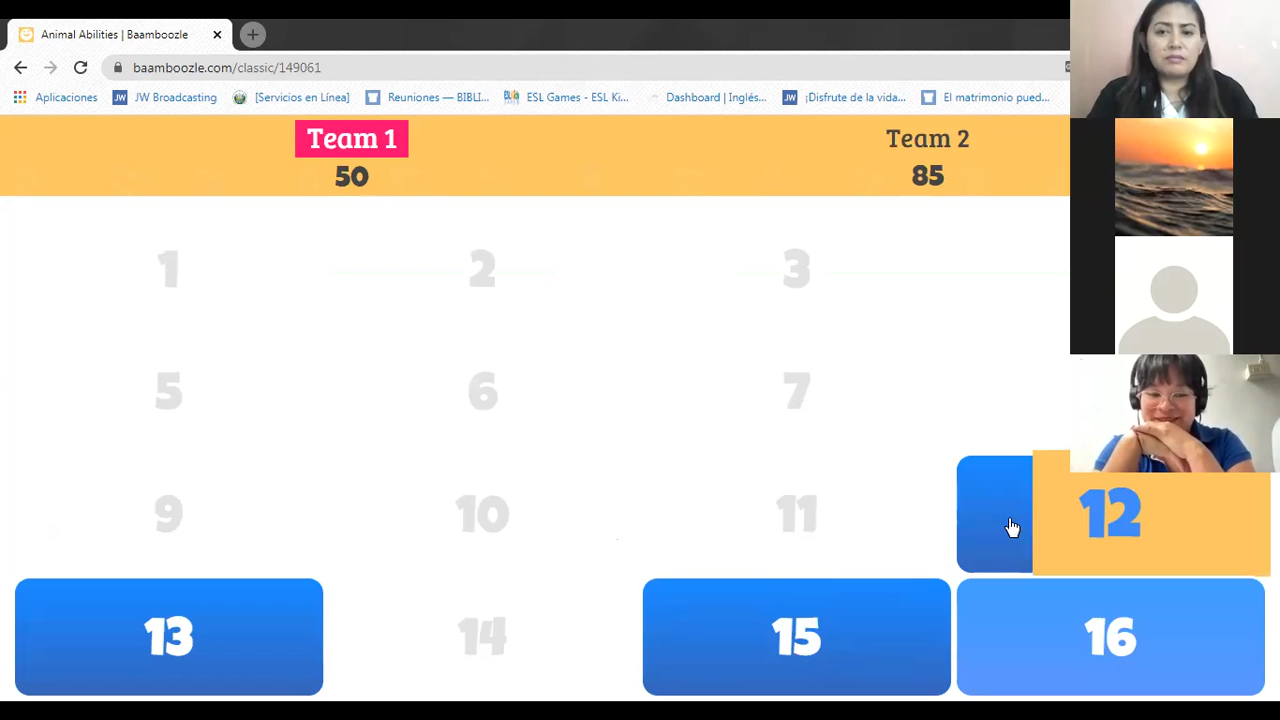 Animal Abilities | Baamboozle
baamboozle.com/classic/149061
Aplicaciones JW Broadcasting [Servicios en Línea] Reuniones — BIBLI... ESL Games - ESL Ki... Dashboard | Inglés... ¡Disfrute de la vida... El matrimonio pued...
Team 1 Team 2
50 85
1 2 3
5 6 7
9 10 11 12
13 14 15 16